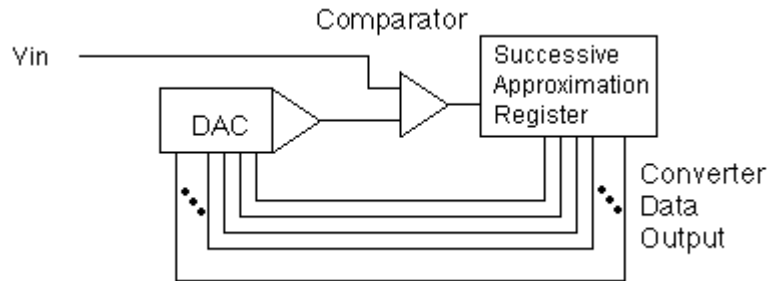 Comparator
Vin
Successive
Approximation
Register
DAC
Converter
Data
Output